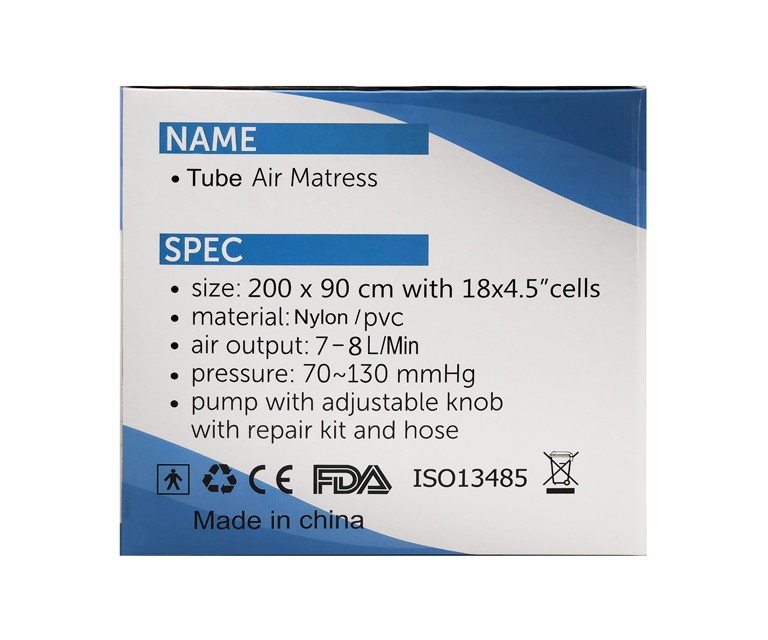 NAME
• Tube Air Matress
SPEC
• size: 200 x 90 cm with 18x4.5”cells
• material: Nylon / pvc
• air output: 7-8 L/Min
• pressure: 70~130 mmHg
• pump with adjustable knob
with repair kit and hose
CE FDA ISO13485
Made in china